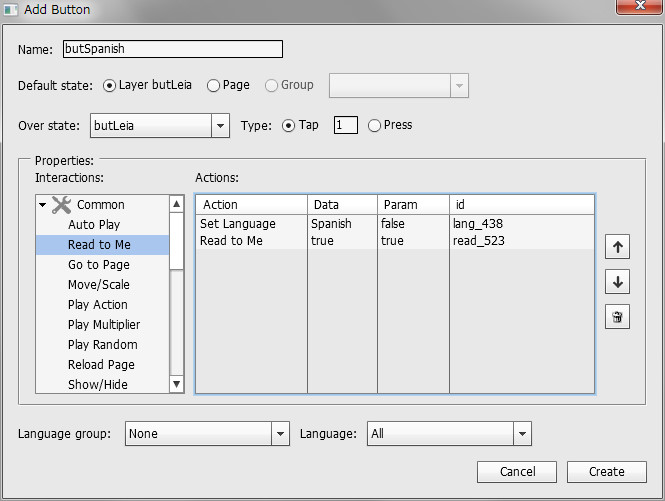 Add Button
Name: butSpanish
Default state: Layer butLeia Page Group
Over state: butLeia Type: Tap 1 Press
Properties:
Interactions: Actions:
Common
Auto Play
Read to Me
Go to Page
Move/Scale
Play Action
Play Multiplier
Play Random
Reload Page
Show/Hide
Action Data Param id
Set Language Spanish false lang_438
Read to Me true true read_523
Language group: None Language: All
Cancel Create